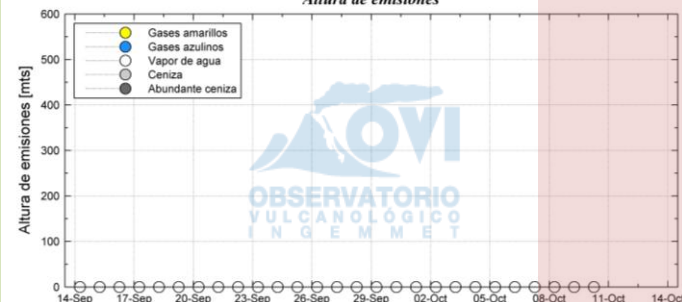 Altura de emisiones
600
500
400
300
200
100
0
Altura de emisiones [mts]
Gases amarillos
Gases azulinos
Vapor de agua
Ceniza
Abundante ceniza
OVI
OBSERVATORIO
VULCANOLÓGICO
INGEMMET
14-Sep 17-Sep 20-Sep 23-Sep 26-Sep 29-Sep 02-Oct 05-Oct 08-Oct 11-Oct 14-Oct